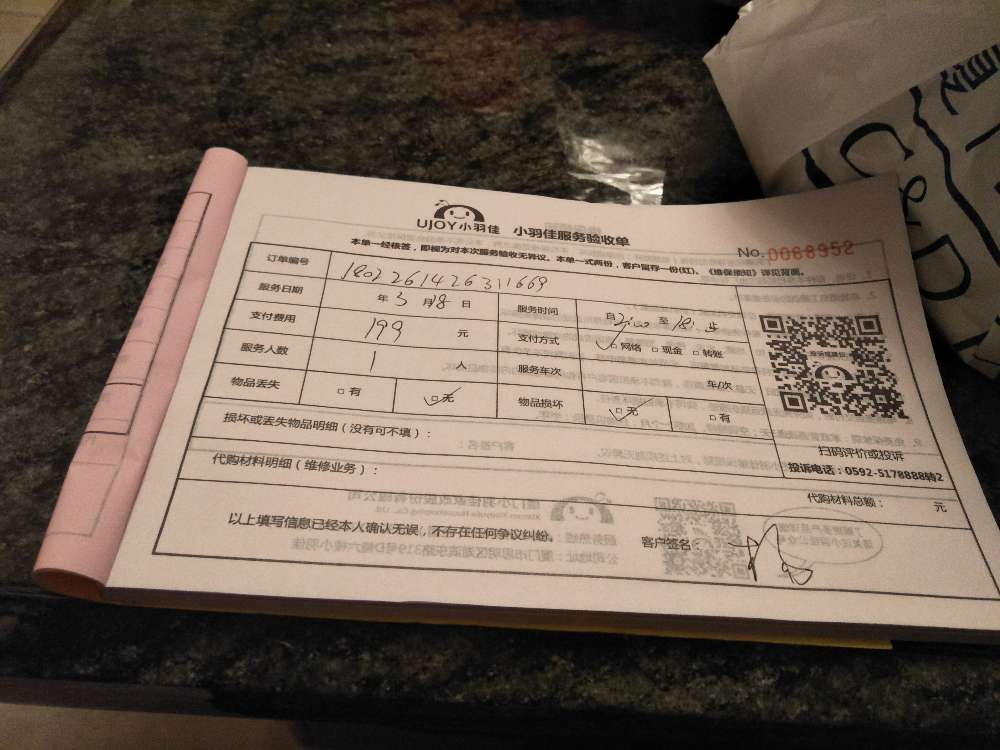 UJOY小羽佳 小羽佳服务验收单
No.0068952
本单一经核签，即视为对本次服务验收无异议。本单一式两份，客户留存一份(红)。《维保须知》详见背面。
订单编号 1802261426311669
服务日期 年3月18日 服务时间 自 至18:
支付费用 199 元 支付方式 □网络 □现金 □转账
服务人数 1 人 服务车次 车/次
物品丢失 □有 □无 物品损坏 □无 □有
扫码评价或投诉
投诉电话：0592-5178888转2
损坏或丢失物品明细（没有可不填）：
代购材料明细（维修业务）：
代购材料总额： 元
以上填写信息已经本人确认无误，不存在任何争议纠纷。 客户签名：
C&D